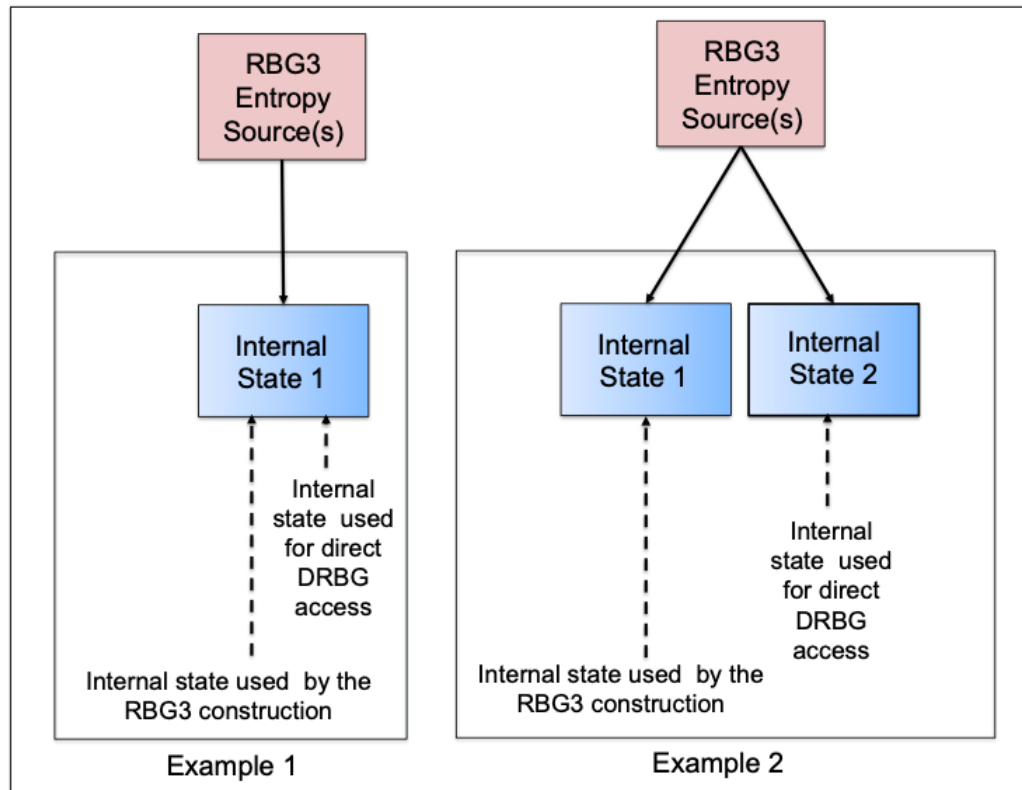 RBG3
Entropy
Source(s)
Internal
State 1
Internal
state used
for direct
DRBG
access
Internal state used by the
RBG3 construction
Example 1
RBG3
Entropy
Source(s)
Internal
State 1
Internal
State 2
Internal
state used
for direct
DRBG
access
Internal state used by the
RBG3 construction
Example 2